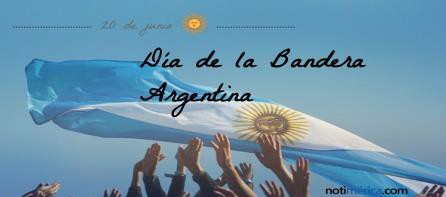 20 de junio
Día de la Bandera
Argentina
notimérica.com